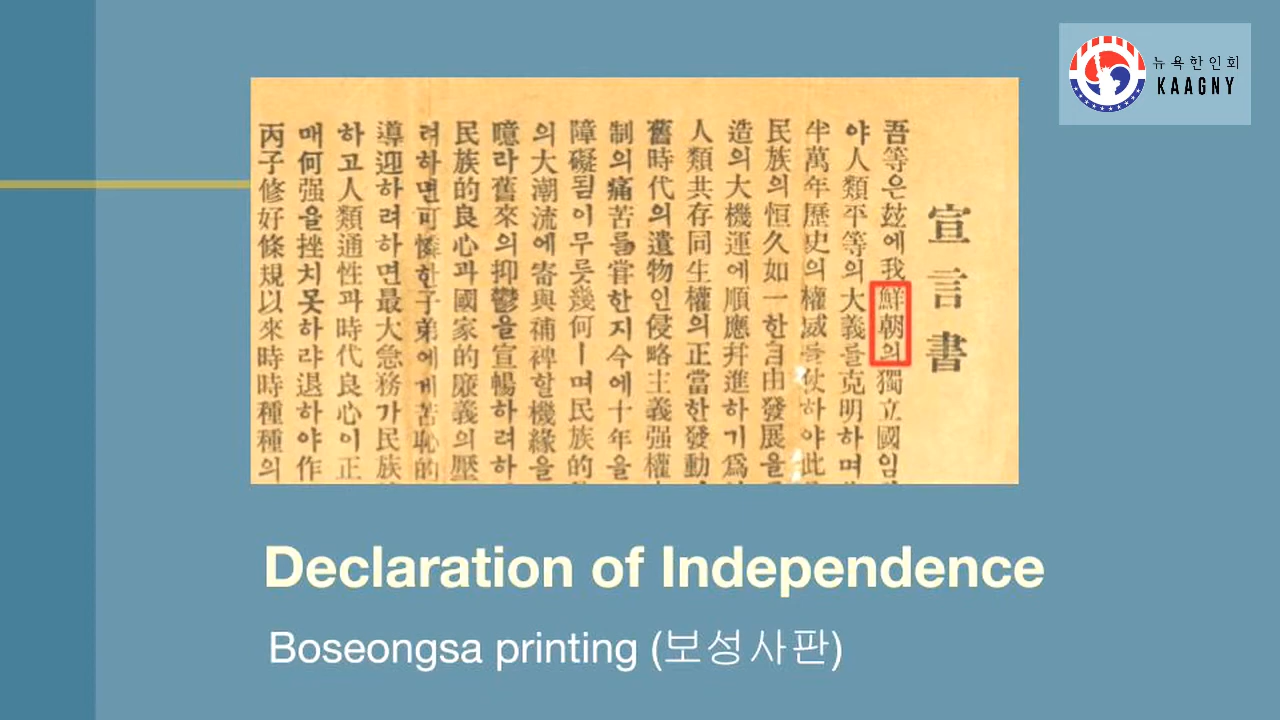 뉴욕한인회
KAAGNY
宣言書
吾等은玆에我鮮朝의獨立國임
야人類平等의大義를克明하며
半萬年歷史의權威를仗하야此
民族의恒久如一한自由發展을
造의大機運에順應幷進하기爲
人類共存同生權의正當한發動
舊時代의遺物인侵略主義强權
制의痛苦를嘗한지今에十年을
障礙됨이무릇幾何ㅣ며民族的
의大潮流에寄與補裨할機緣을
噫라舊來의抑鬱을宣暢하려하
民族的良心과國家的廉義의壓
려하면可憐한子弟에게苦恥的
導迎하려하면最大急務가民族
하고人類通性과時代良心이正
매何强을挫치못하랴退하야作
丙子修好條規以來時時種種의
Declaration of Independence
Boseongsa printing (보성사판)